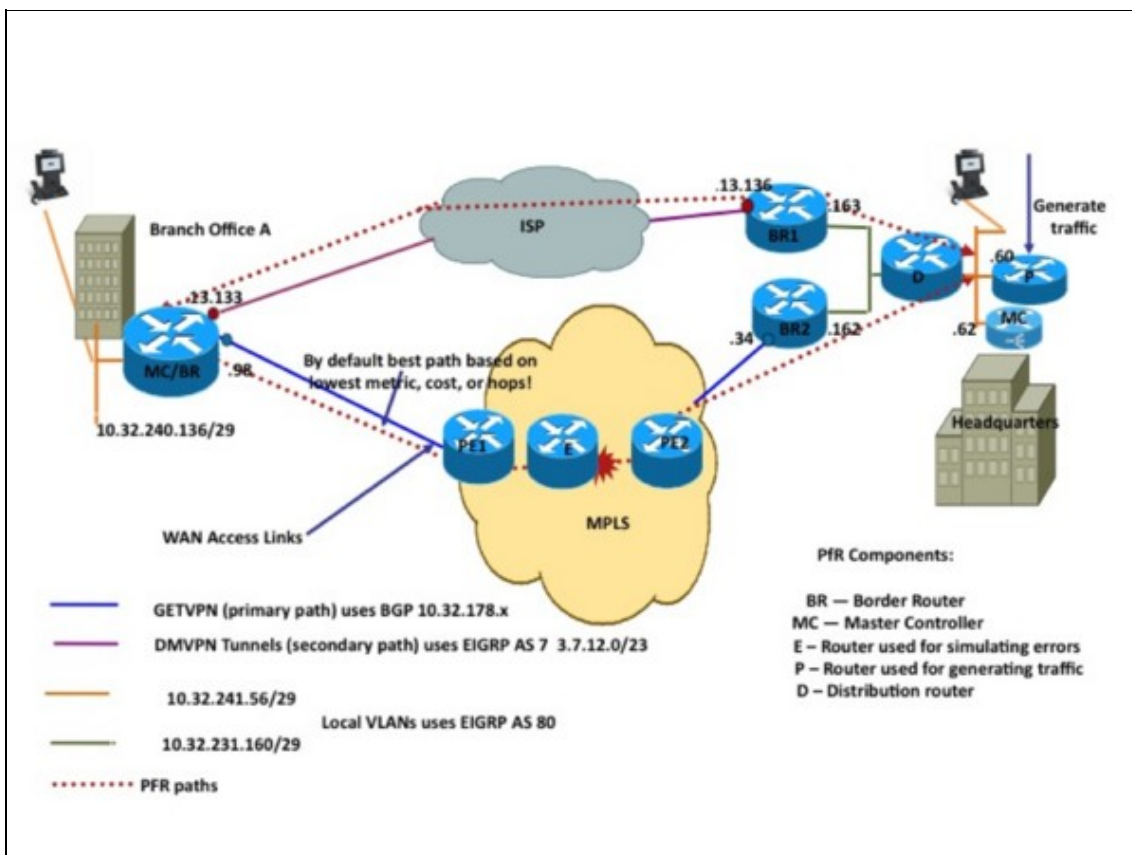 Branch Office A
ISP
.13.136
BR1
.163
Generate
traffic
D
.60
P
MC
.62
BR2
.162
.34
.13.133
MC/BR
.98
By default best path based on
lowest metric, cost, or hops!
10.32.240.136/29
PE1
E
PE2
MPLS
Headquarters
WAN Access Links
GETVPN (primary path) uses BGP 10.32.178.x
DMVPN Tunnels (secondary path) uses EIGRP AS 7 3.7.12.0/23
10.32.241.56/29
Local VLANs uses EIGRP AS 80
10.32.231.160/29
PFR paths
PfR Components:
BR — Border Router
MC — Master Controller
E – Router used for simulating errors
P – Router used for generating traffic
D – Distribution router